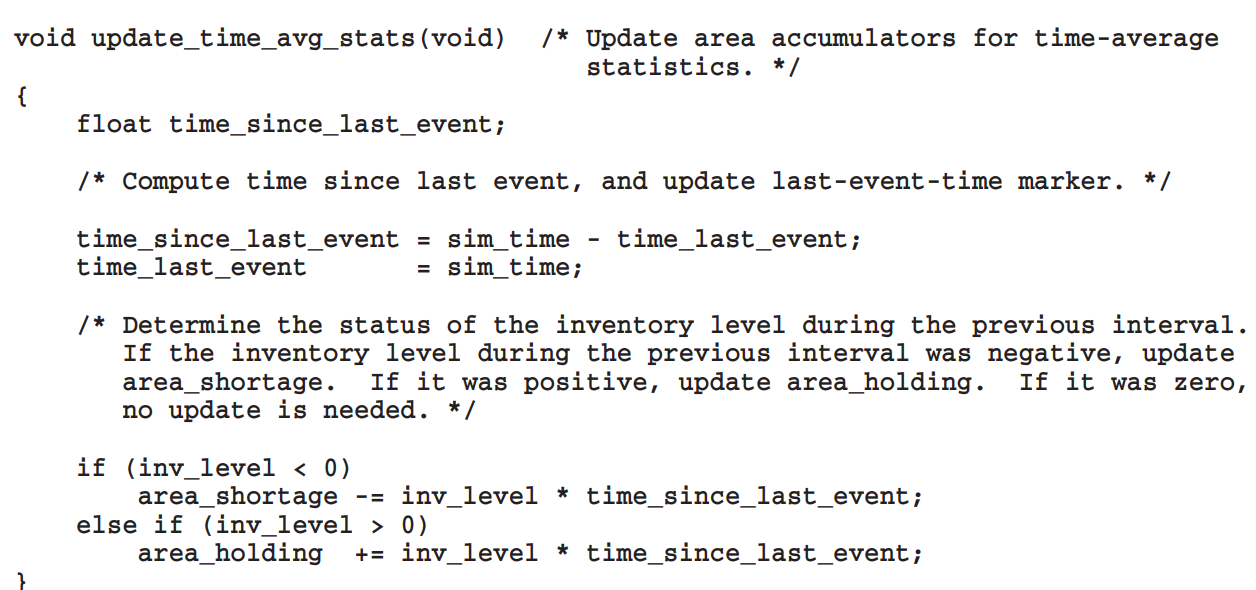 void update_time_avg_stats(void)  /* Update area accumulators for time-average
                                     statistics. */
{
    float time_since_last_event;

    /* Compute time since last event, and update last-event-time marker. */

    time_since_last_event = sim_time - time_last_event;
    time_last_event       = sim_time;

    /* Determine the status of the inventory level during the previous interval.
       If the inventory level during the previous interval was negative, update
       area_shortage.  If it was positive, update area_holding.  If it was zero,
       no update is needed. */

    if (inv_level < 0)
        area_shortage -= inv_level * time_since_last_event;
    else if (inv_level > 0)
        area_holding  += inv_level * time_since_last_event;
}